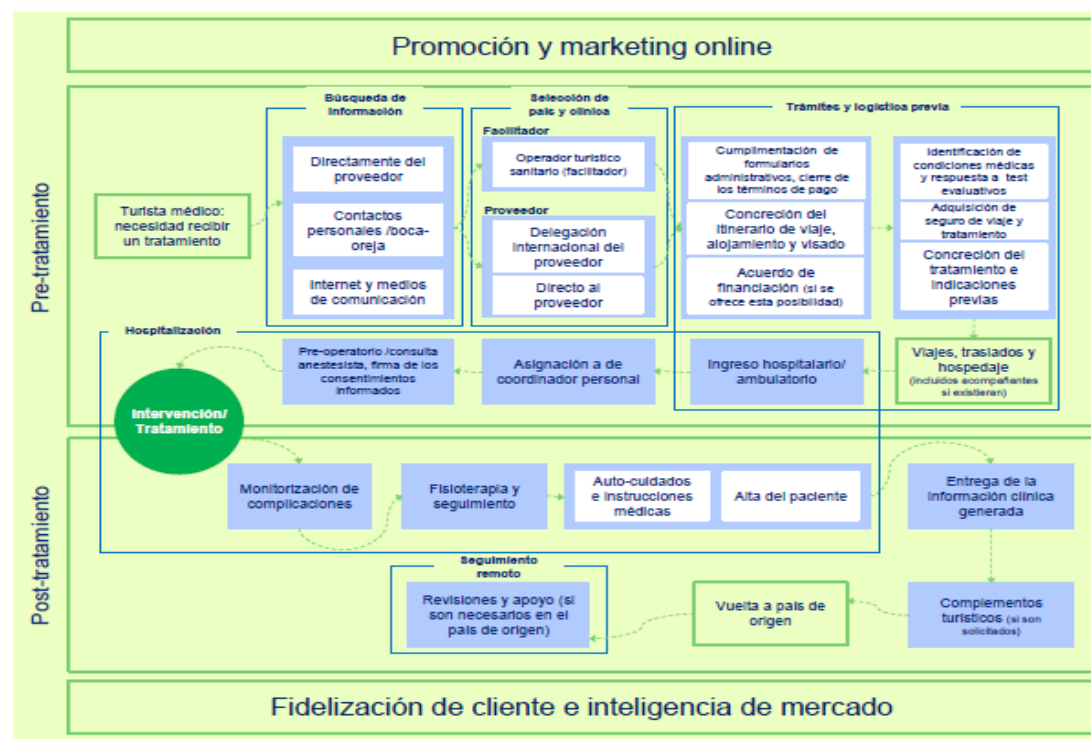 Promoción y marketing online
Pre-tratamiento
Búsqueda de
información
Directamente del
proveedor
Contactos
personales /boca-
oreja
Internet y medios
de comunicación
Turista médico:
necesidad recibir
un tratamiento
Selección de
país y clínica
Facilitador
Operador turístico
sanitario (facilitador)
Proveedor
Delegación
internacional del
proveedor
Directo al
proveedor
Trámites y logística previa
Cumplimentación de
formularios
administrativos, cierre de
los términos de pago
Concreción del
itinerario de viaje,
alojamiento y visado
Acuerdo de
financiación (si se
ofrece esta posibilidad)
Identificación de
condiciones médicas
y respuesta a test
evaluativos
Adquisición de
seguro de viaje y
tratamiento
Concreción del
tratamiento e
indicaciones
previas
Viajes, traslados y
hospedaje
(incluidos acompañantes
si existieran)
Hospitalización
Ingreso hospitalario/
ambulatorio
Asignación a de
coordinador personal
Pre-operatorio /consulta
anestesista, firma de los
consentimientos
informados
Intervención/
Tratamiento
Post-tratamiento
Monitorización de
complicaciones
Fisioterapia y
seguimiento
Auto-cuidados
e instrucciones
médicas
Alta del paciente
Entrega de la
información clínica
generada
Complementos
turísticos (si son
solicitados)
Vuelta a país de
origen
Seguimiento
remoto
Revisiones y apoyo (si
son necesarios en el
país de origen)
Fidelización de cliente e inteligencia de mercado